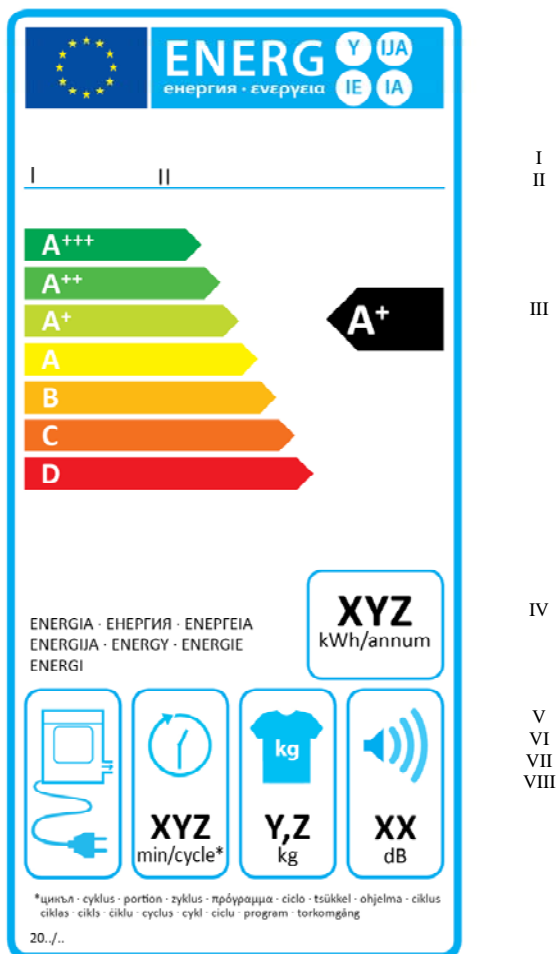 ENERG Y IJA
енергия · ενεργεια IE IA
I II
I
II
A+++
A++
A+
A+
III
A
B
C
D
XYZ
kWh/annum
IV
ENERGIA · ЕНЕРГИЯ · ΕΝΕΡΓΕΙΑ
ENERGIJA · ENERGY · ENERGIE
ENERGI
V
VI
VII
VIII
kg
XYZ
min/cycle*
Y,Z
kg
XX
dB
*цикъл · cyklus · portion · zyklus · πρόγραμμα · ciclo · tsükkel · ohjelma · ciklus
ciklas · cikls · ċiklu · cyclus · cykl · ciclu · program · torkomgång
20../..